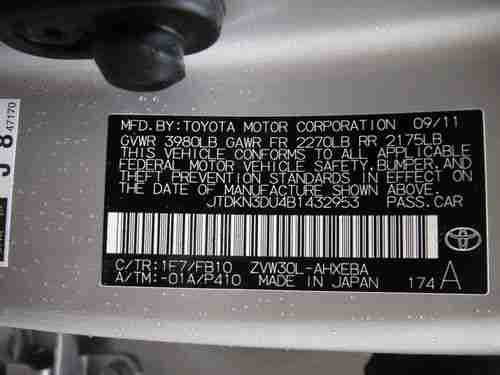 MFD. BY: TOYOTA MOTOR CORPORATION 09/11
GVWR 3980LB GAWR FR 2270LB RR 2175LB
THIS VEHICLE CONFORMS TO ALL APPLICABLE
FEDERAL MOTOR VEHICLE SAFETY, BUMPER, AND
THEFT PREVENTION STANDARDS IN EFFECT ON
THE DATE OF MANUFACTURE SHOWN ABOVE.
JTDKN3DU4B1432953 PASS.CAR
C/TR: 1F7/FB10 ZVW30L-AHXEBA
A/TM: -01A/P410 MADE IN JAPAN 174 A
J 8 47170